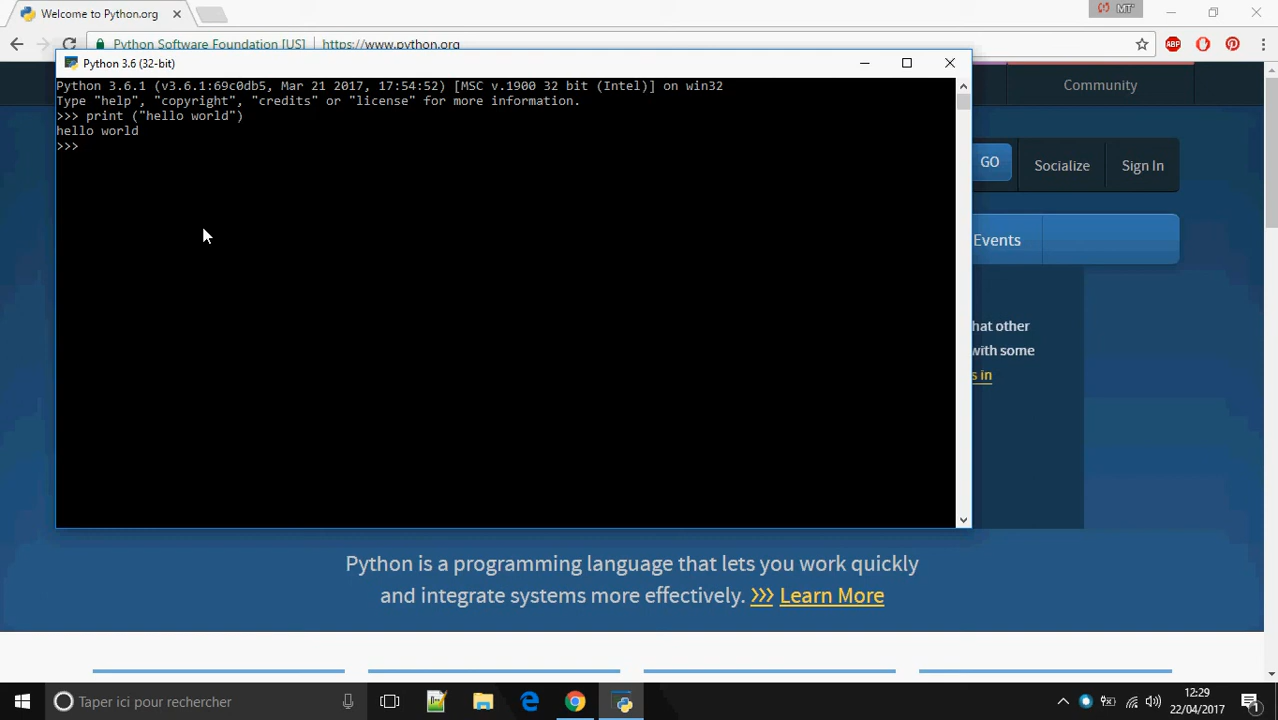 Welcome to Python.org
MT'
Python Software Foundation [US] https://www.python.org
ABP
Python 3.6 (32-bit)
Python 3.6.1 (v3.6.1:69c0db5, Mar 21 2017, 17:54:52) [MSC v.1900 32 bit (Intel)] on win32
Type "help", "copyright", "credits" or "license" for more information.
>>> print ("hello world")
hello world
>>>
Community
GO
Socialize
Sign In
Events
hat other
with some
s in
Python is a programming language that lets you work quickly
and integrate systems more effectively. >>> Learn More
Taper ici pour rechercher
12:29
22/04/2017
1